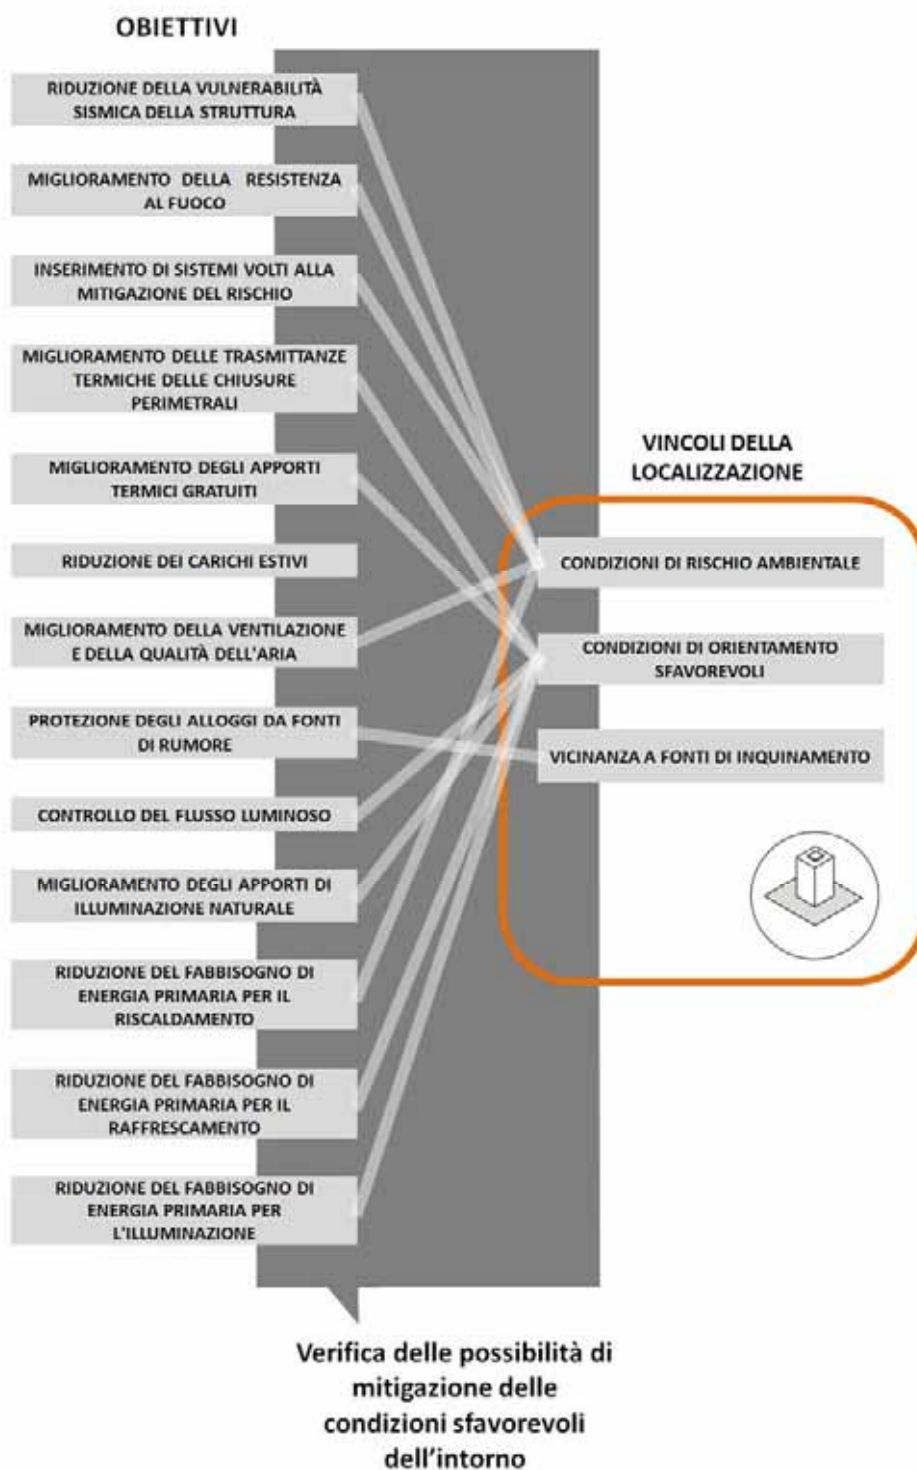 OBIETTIVI
RIDUZIONE DELLA VULNERABILITÀ
SISMICA DELLA STRUTTURA
MIGLIORAMENTO DELLA RESISTENZA
AL FUOCO
INSERIMENTO DI SISTEMI VOLTI ALLA
MITIGAZIONE DEL RISCHIO
MIGLIORAMENTO DELLE TRASMITTANZE
TERMICHE DELLE CHIUSURE
PERIMETRALI
MIGLIORAMENTO DEGLI APPORTI
TERMICI GRATUITI
RIDUZIONE DEI CARICHI ESTIVI
MIGLIORAMENTO DELLA VENTILAZIONE
E DELLA QUALITÀ DELL'ARIA
PROTEZIONE DEGLI ALLOGGI DA FONTI
DI RUMORE
CONTROLLO DEL FLUSSO LUMINOSO
MIGLIORAMENTO DEGLI APPORTI DI
ILLUMINAZIONE NATURALE
RIDUZIONE DEL FABBISOGNO DI
ENERGIA PRIMARIA PER IL
RISCALDAMENTO
RIDUZIONE DEL FABBISOGNO DI
ENERGIA PRIMARIA PER IL
RAFFRESCAMENTO
RIDUZIONE DEL FABBISOGNO DI
ENERGIA PRIMARIA PER
L'ILLUMINAZIONE
VINCOLI DELLA
LOCALIZZAZIONE
CONDIZIONI DI RISCHIO AMBIENTALE
CONDIZIONI DI ORIENTAMENTO
SFAVOREVOLI
VICINANZA A FONTI DI INQUINAMENTO
Verifica delle possibilità di
mitigazione delle
condizioni sfavorevoli
dell'intorno